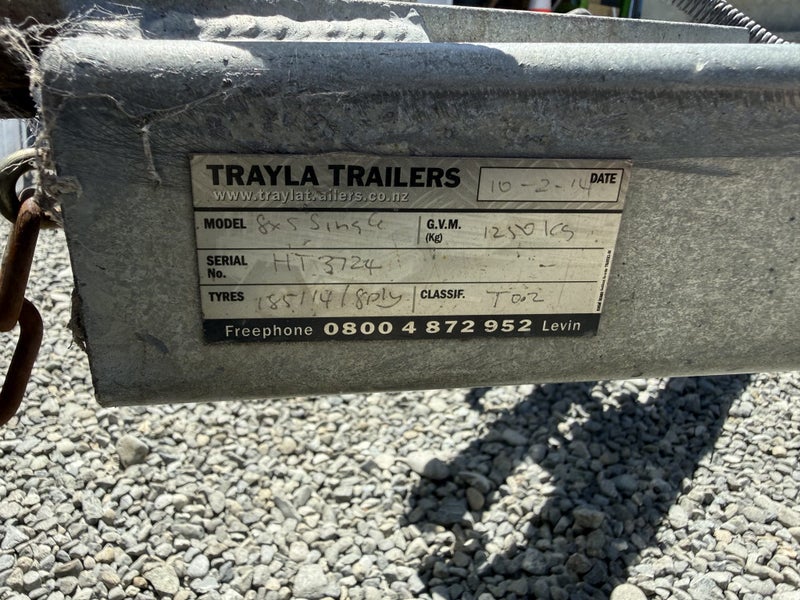 TRAYLA TRAILERS 10-2-14 DATE
www.traylatrailers.co.nz
MODEL 8x5 Single G.V.M. (Kg) 1250 KG
SERIAL No. HT 3724
TYRES 185/14/8ply CLASSIF. To2
Freephone 0800 4 872 952 Levin